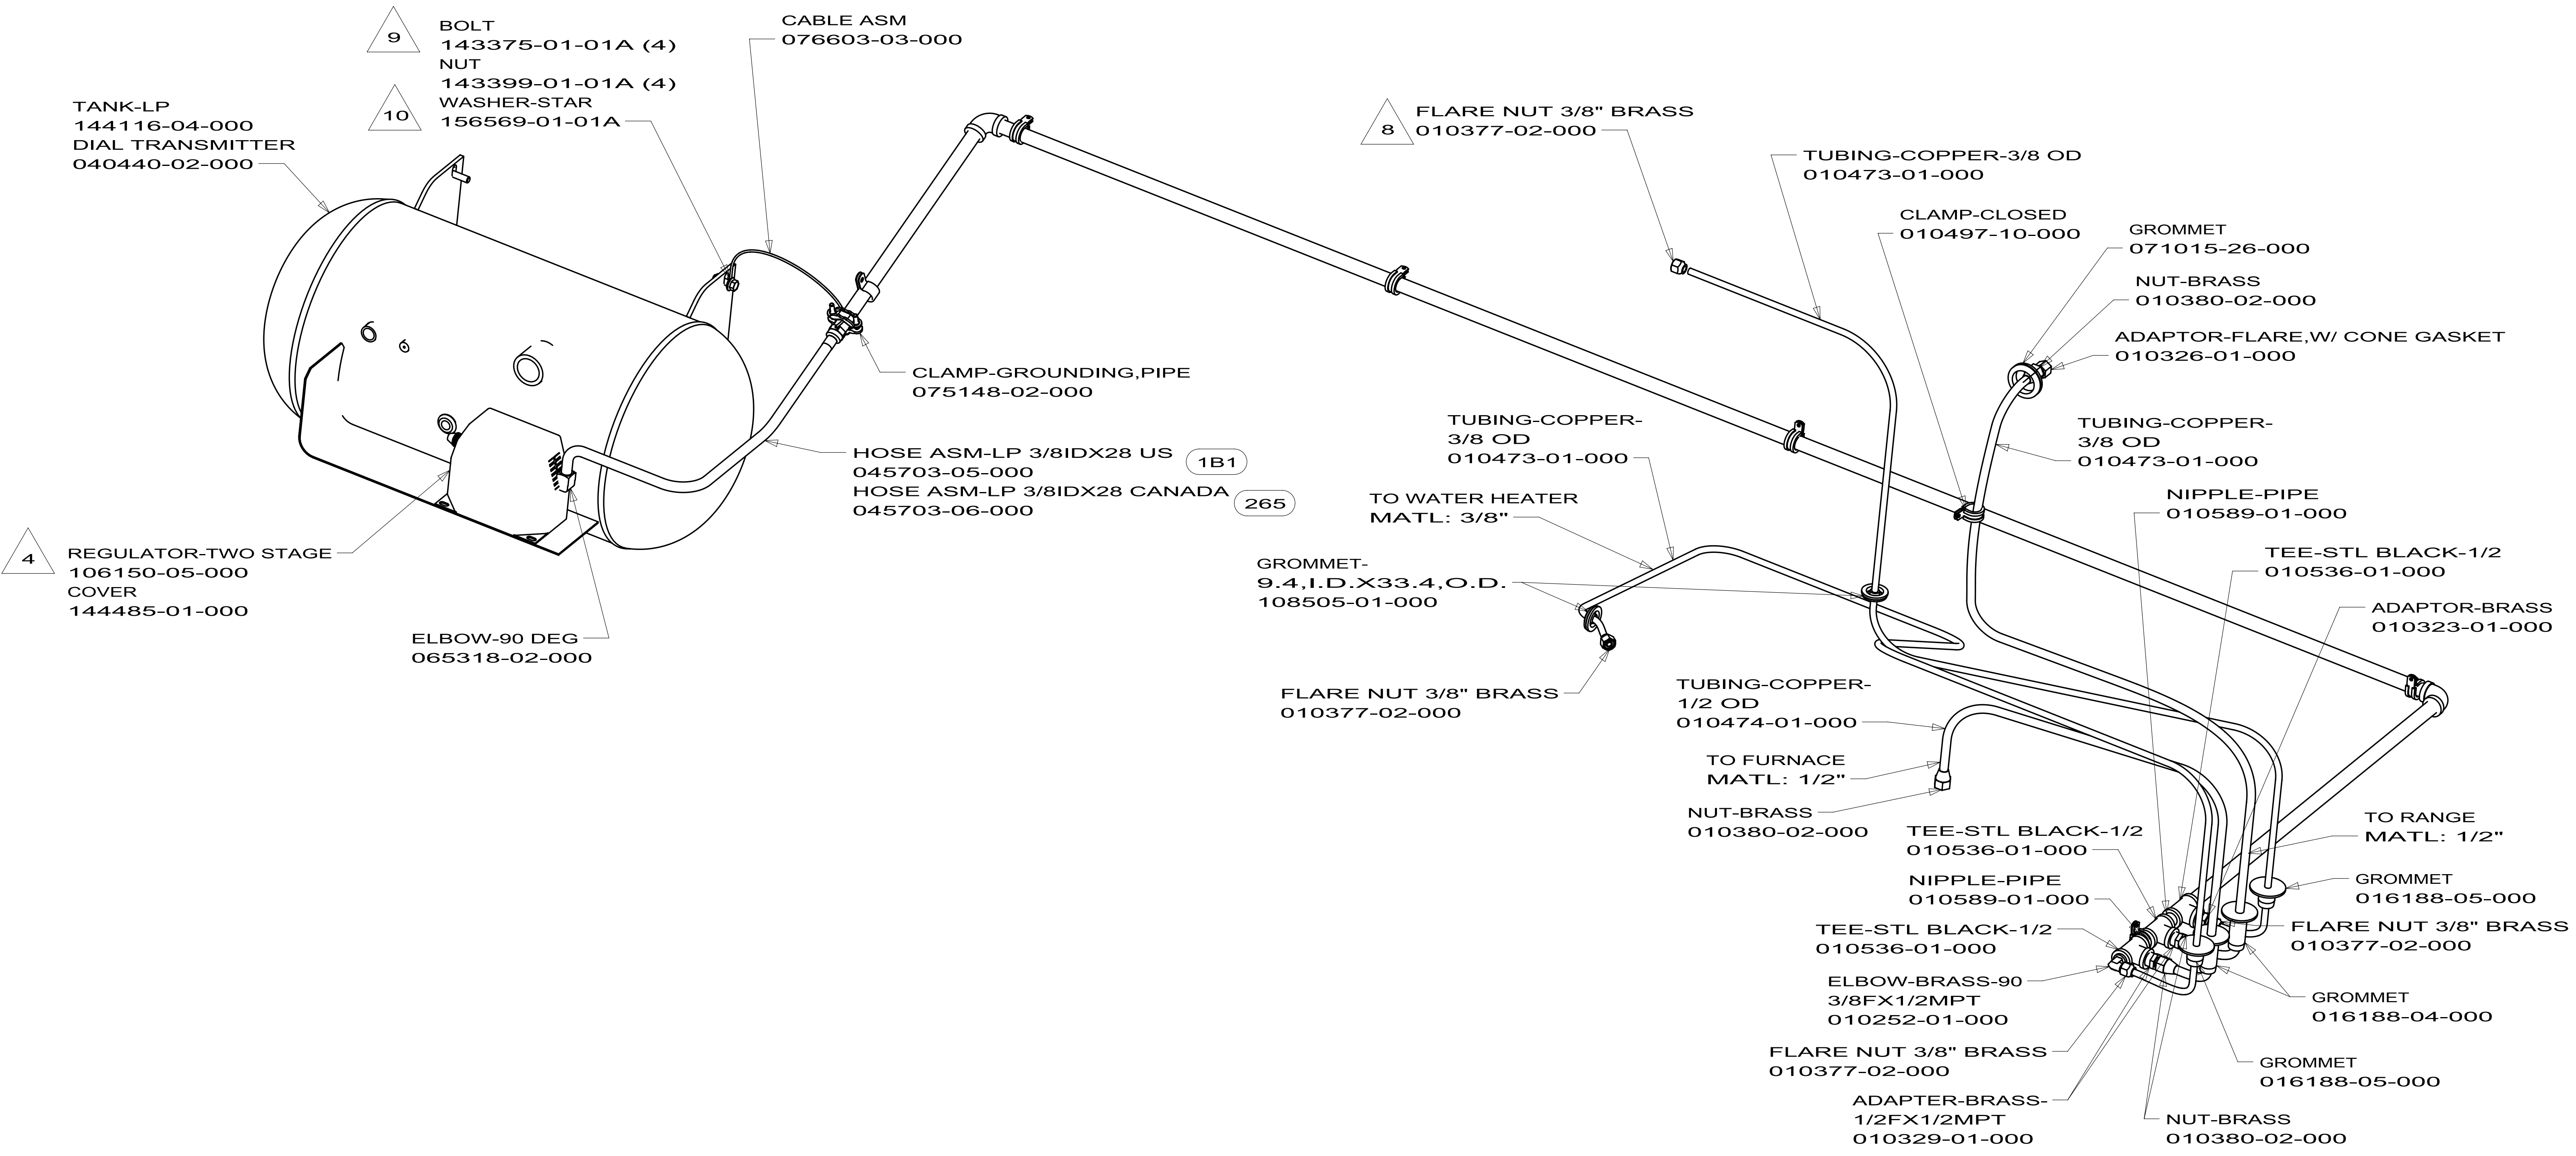 9
BOLT
143375-01-01A (4)
NUT
143399-01-01A (4)
10
WASHER-STAR
156569-01-01A
CABLE ASM
076603-03-000
TANK-LP
144116-04-000
DIAL TRANSMITTER
040440-02-000
8
FLARE NUT 3/8" BRASS
010377-02-000
TUBING-COPPER-3/8 OD
010473-01-000
CLAMP-CLOSED
010497-10-000
GROMMET
071015-26-000
NUT-BRASS
010380-02-000
ADAPTOR-FLARE,W/ CONE GASKET
010326-01-000
CLAMP-GROUNDING,PIPE
075148-02-000
HOSE ASM-LP 3/8IDX28 US
045703-05-000
1B1
HOSE ASM-LP 3/8IDX28 CANADA
045703-06-000
265
TUBING-COPPER-
3/8 OD
010473-01-000
TUBING-COPPER-
3/8 OD
010473-01-000
TO WATER HEATER
MATL: 3/8"
NIPPLE-PIPE
010589-01-000
4
REGULATOR-TWO STAGE
106150-05-000
COVER
144485-01-000
GROMMET-
9.4,I.D.X33.4,O.D.
108505-01-000
TEE-STL BLACK-1/2
010536-01-000
ADAPTOR-BRASS
010323-01-000
ELBOW-90 DEG
065318-02-000
FLARE NUT 3/8" BRASS
010377-02-000
TUBING-COPPER-
1/2 OD
010474-01-000
TO FURNACE
MATL: 1/2"
NUT-BRASS
010380-02-000
TO RANGE
MATL: 1/2"
TEE-STL BLACK-1/2
010536-01-000
NIPPLE-PIPE
010589-01-000
GROMMET
016188-05-000
TEE-STL BLACK-1/2
010536-01-000
FLARE NUT 3/8" BRASS
010377-02-000
ELBOW-BRASS-90
3/8FX1/2MPT
010252-01-000
GROMMET
016188-04-000
FLARE NUT 3/8" BRASS
010377-02-000
GROMMET
016188-05-000
ADAPTER-BRASS-
1/2FX1/2MPT
010329-01-000
NUT-BRASS
010380-02-000